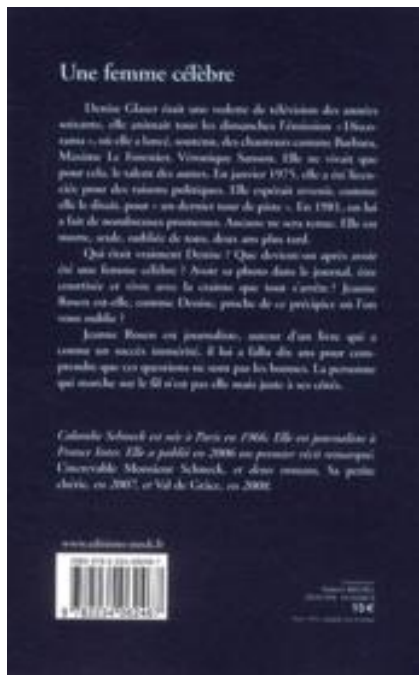 Une femme célèbre
Denise Glaser était une vedette de télévision des années
soixante, elle animait tous les dimanches l'émission « Disco-
rama », où elle a lancé, soutenu, des chanteurs comme Barbara,
Maxime Le Forestier, Véronique Sanson. Elle ne vivait que
pour cela, le talent des autres. En janvier 1975, elle a été licen-
ciée pour des raisons politiques. Elle espérait revenir, comme
elle le disait, pour « un dernier tour de piste ». En 1981, on lui
a fait de nombreuses promesses. Aucune ne sera tenue. Elle est
morte, seule, oubliée de tous, deux ans plus tard.
Qui était vraiment Denise ? Que devient-on après avoir
été une femme célèbre ? Avoir sa photo dans le journal, être
courtisée et vivre avec la crainte que tout s'arrête ? Jeanne
Rosen est-elle, comme Denise, proche de ce précipice où l'on
vous oublie ?
Jeanne Rosen est journaliste, auteur d'un livre qui a
connu un succès immérité. Il lui a fallu dix ans pour com-
prendre que ces questions ne sont pas les bonnes. La personne
qui marche sur le fil n'est pas elle mais juste à ses côtés.
Colombe Schneck est née à Paris en 1966. Elle est journaliste à
France Inter. Elle a publié en 2006 un premier récit remarqué,
L'increvable Monsieur Schneck, et deux romans, Sa petite
chérie, en 2007, et Val de Grâce, en 2008.
www.editions-stock.fr
15 €